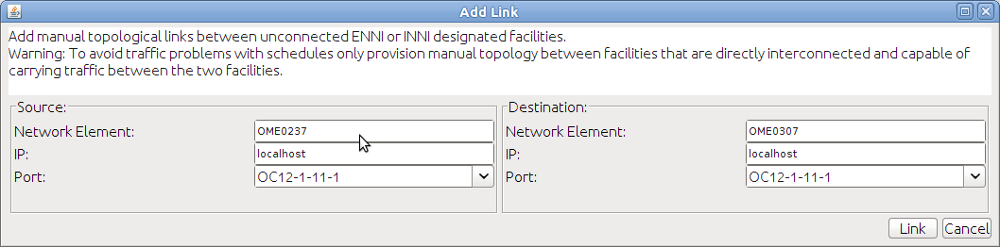 Add Link
Add manual topological links between unconnected ENNI or INNI designated facilities.
Warning: To avoid traffic problems with schedules only provision manual topology between facilities that are directly interconnected and capable of
carrying traffic between the two facilities.
Source:
Network Element: OME0237
IP: localhost
Port: OC12-1-11-1
Destination:
Network Element: OME0307
IP: localhost
Port: OC12-1-11-1
Link Cancel